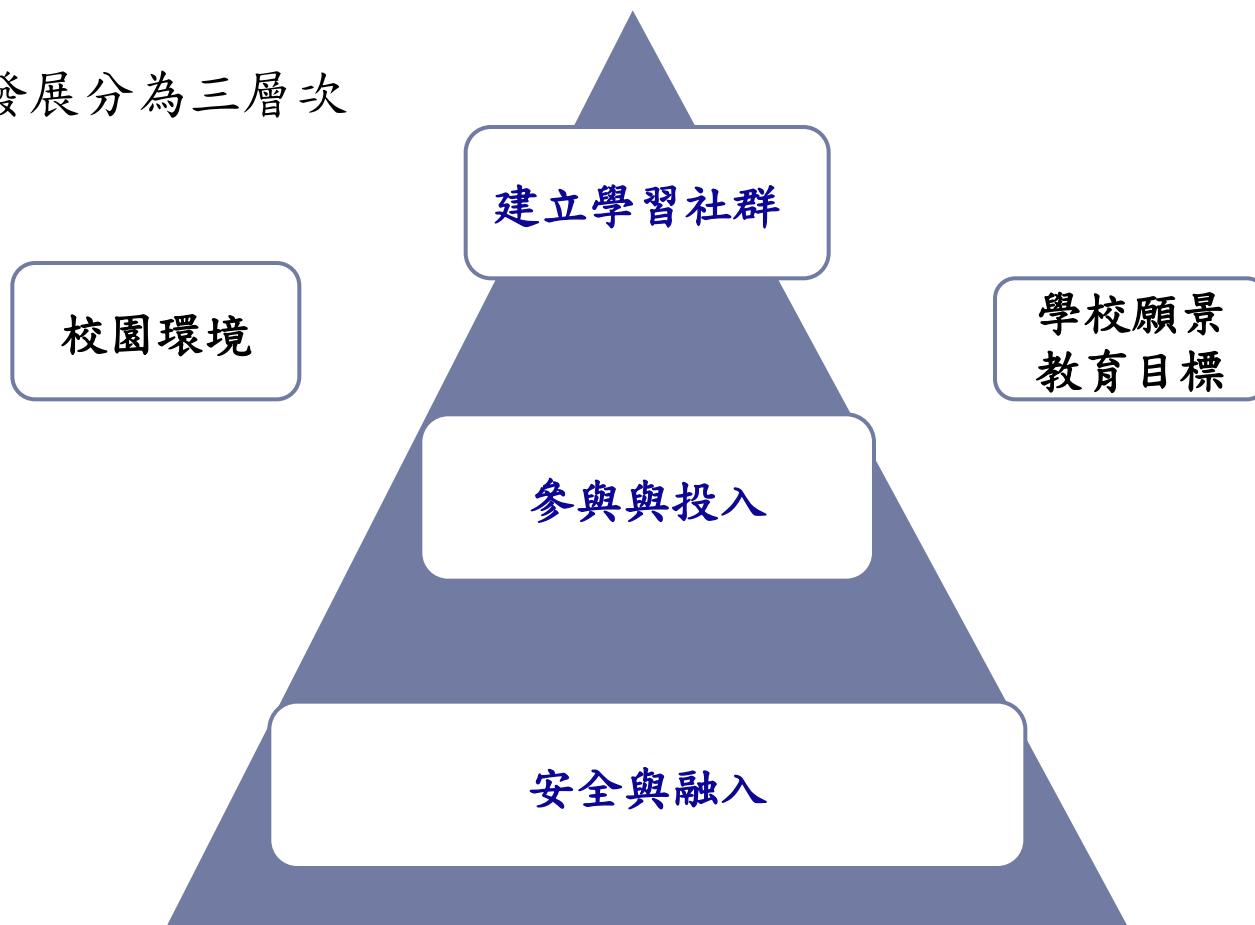 發展分為三層次
建立學習社群
校園環境
學校願景
教育目標
參與與投入
安全與融入